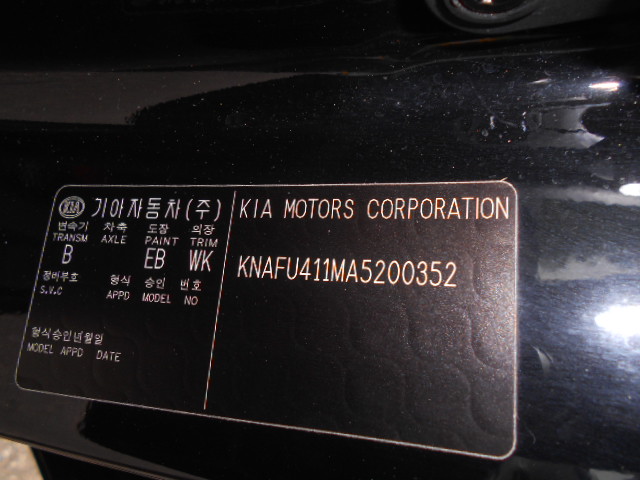 KIA 기아자동차(주)
변속기 차축 도장 의장
TRANSM AXLE PAINT TRIM
B EB WK
정비부호 형식 승인 번호
S.V.C APPD MODEL NO
형식승인년월일
MODEL APPD DATE
KIA MOTORS CORPORATION
KNAFU411MA5200352